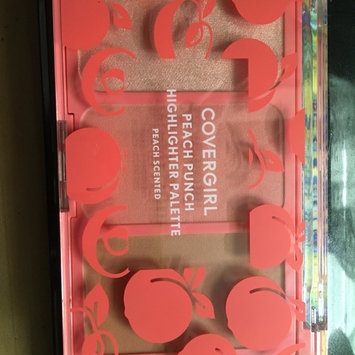 COVERGIRL
PEACH PUNCH
HIGHLIGHTER PALETTE
PEACH SCENTED